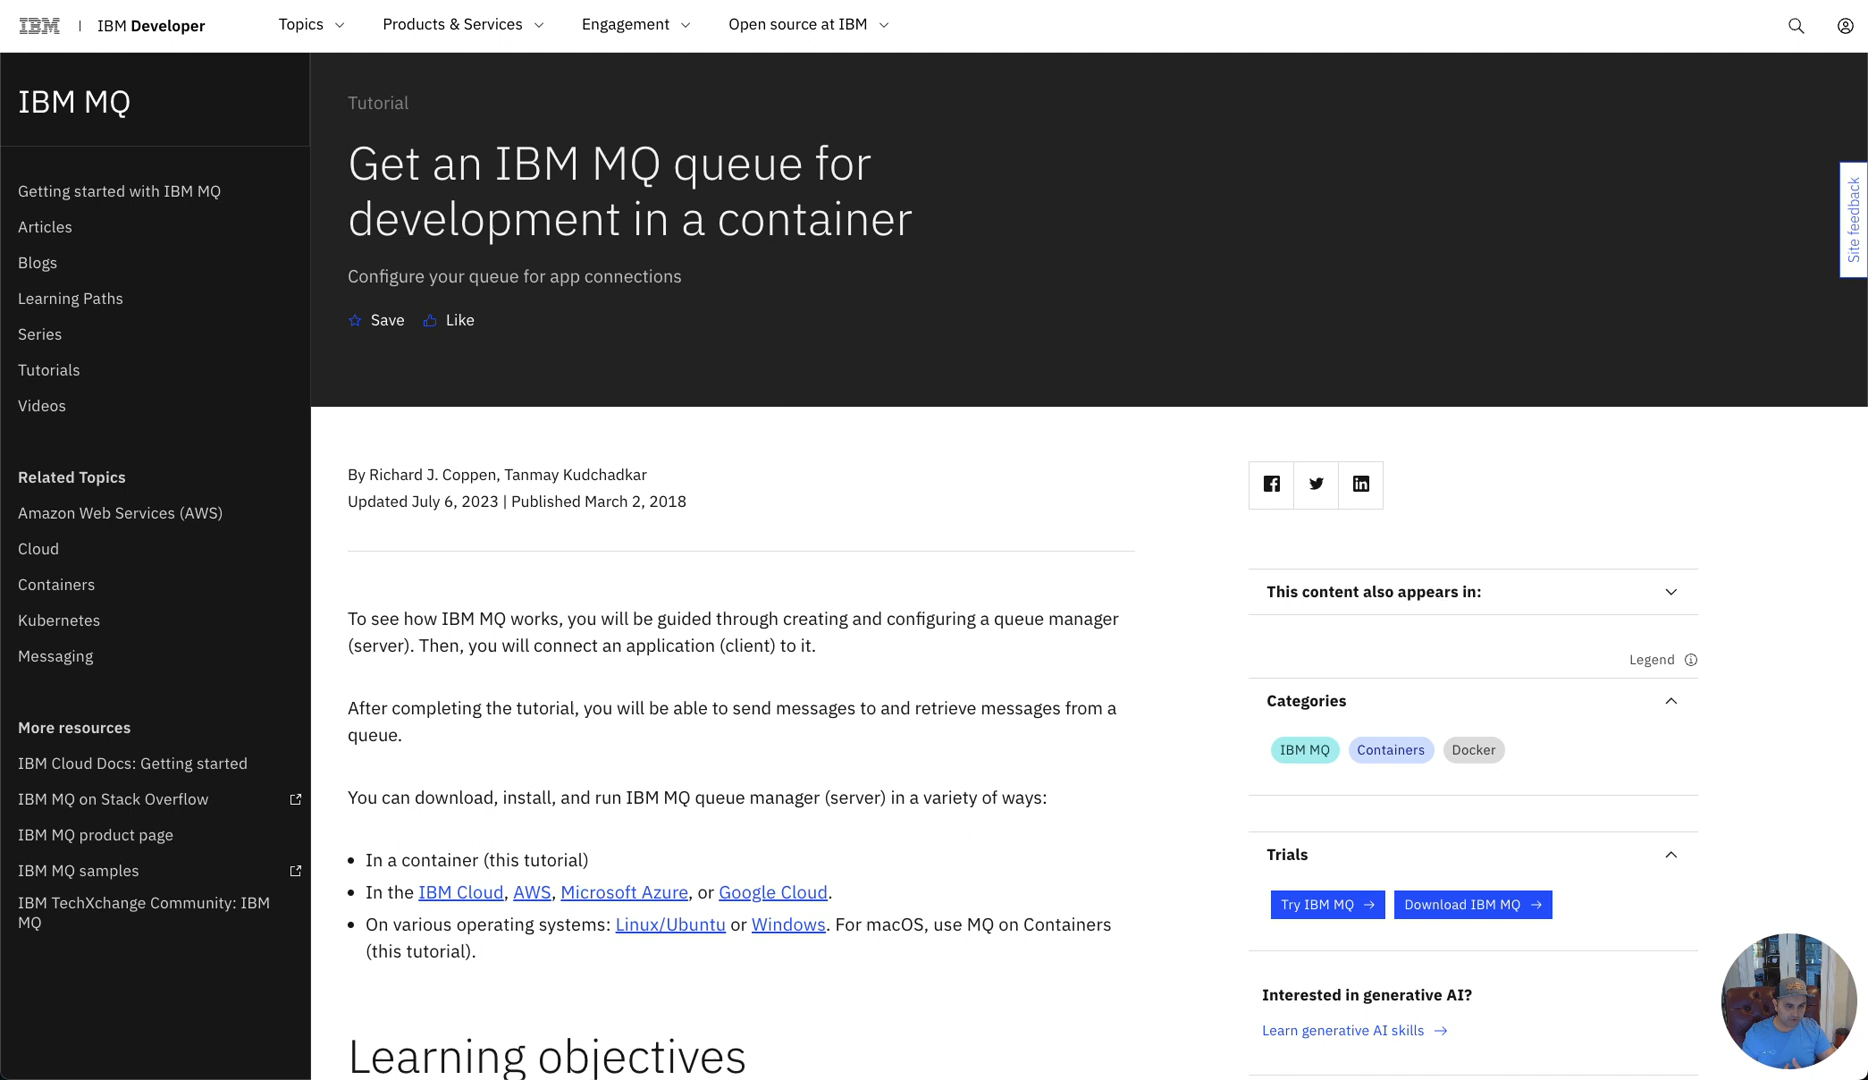 IBM | IBM Developer
Topics
Products & Services
Engagement
Open source at IBM
IBM MQ
Getting started with IBM MQ
Articles
Blogs
Learning Paths
Series
Tutorials
Videos
Related Topics
Amazon Web Services (AWS)
Cloud
Containers
Kubernetes
Messaging
More resources
IBM Cloud Docs: Getting started
IBM MQ on Stack Overflow
IBM MQ product page
IBM MQ samples
IBM TechXchange Community: IBM
MQ
Tutorial
Get an IBM MQ queue for
development in a container
Configure your queue for app connections
Save
Like
By Richard J. Coppen, Tanmay Kudchadkar
Updated July 6, 2023 | Published March 2, 2018
To see how IBM MQ works, you will be guided through creating and configuring a queue manager
(server). Then, you will connect an application (client) to it.
After completing the tutorial, you will be able to send messages to and retrieve messages from a
queue.
You can download, install, and run IBM MQ queue manager (server) in a variety of ways:
• In a container (this tutorial)
• In the IBM Cloud, AWS, Microsoft Azure, or Google Cloud.
• On various operating systems: Linux/Ubuntu or Windows. For macOS, use MQ on Containers
(this tutorial).
Learning objectives
This content also appears in:
Legend
Categories
IBM MQ
Containers
Docker
Trials
Try IBM MQ →
Download IBM MQ →
Interested in generative AI?
Learn generative AI skills →
Site feedback